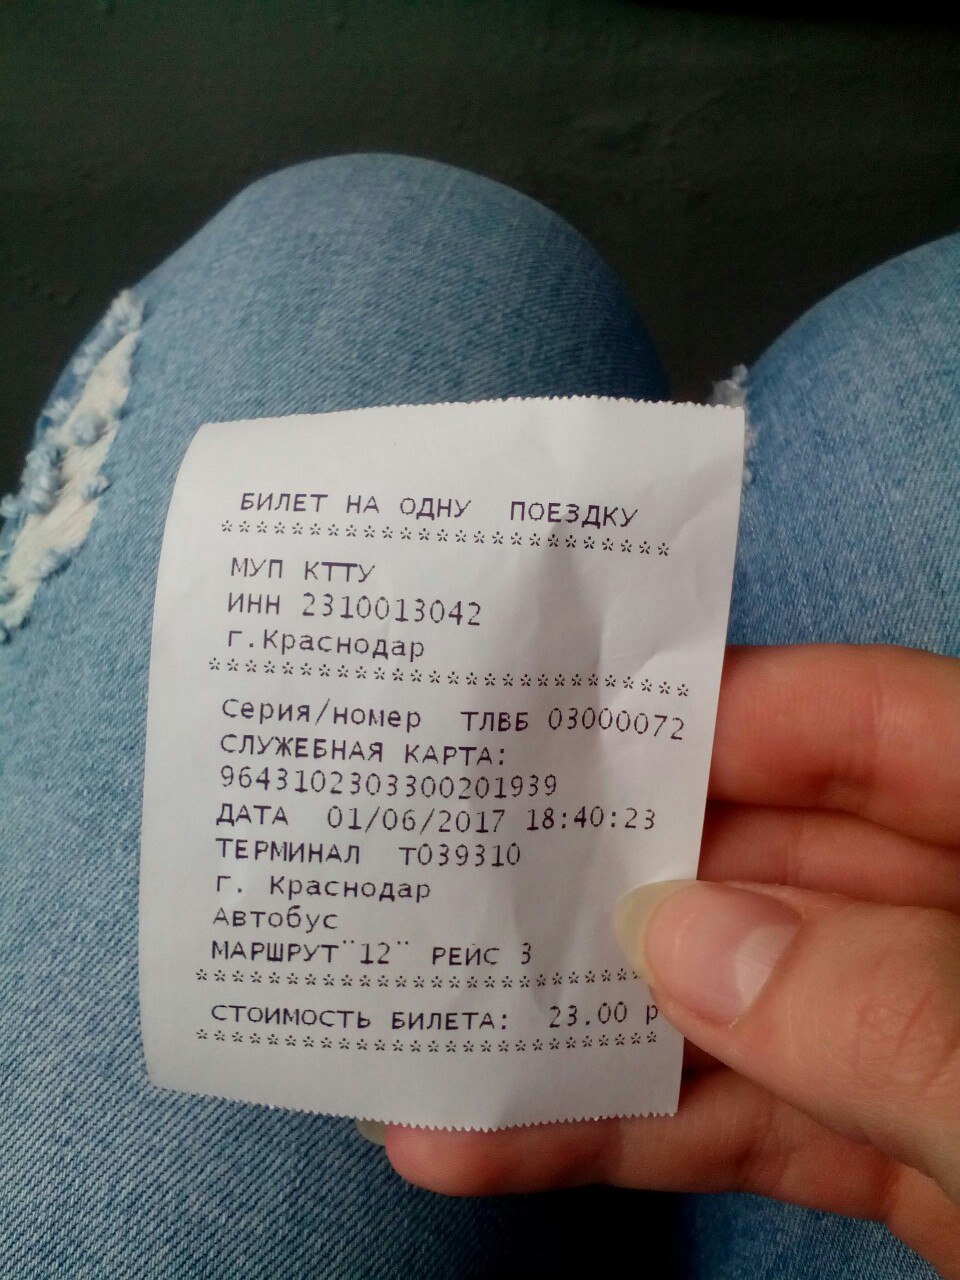 БИЛЕТ НА ОДНУ ПОЕЗДКУ
*************************
МУП КТТУ
ИНН 2310013042
г.Краснодар
***************************
Серия/номер ТЛВБ 03000072
СЛУЖЕБНАЯ КАРТА:
9643102303300201939
ДАТА 01/06/2017 18:40:23
ТЕРМИНАЛ Т039310
г. Краснодар
Автобус
МАРШРУТ"12" РЕЙС 3
*************************
СТОИМОСТЬ БИЛЕТА: 23.00 р
**************************